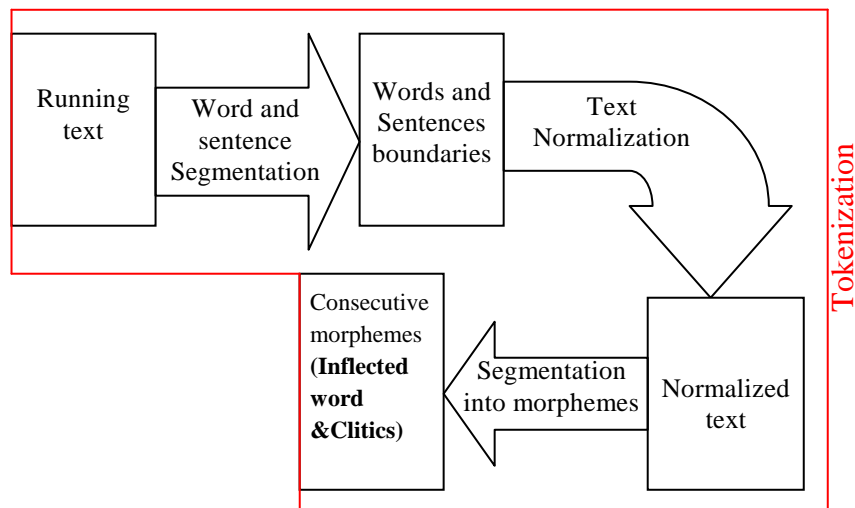 Running
text
Word and
sentence
Segmentation
Words and
Sentences
boundaries
Text
Normalization
Tokenization
Normalized
text
Segmentation
into morphemes
Consecutive
morphemes
(Inflected
word
&Clitics)